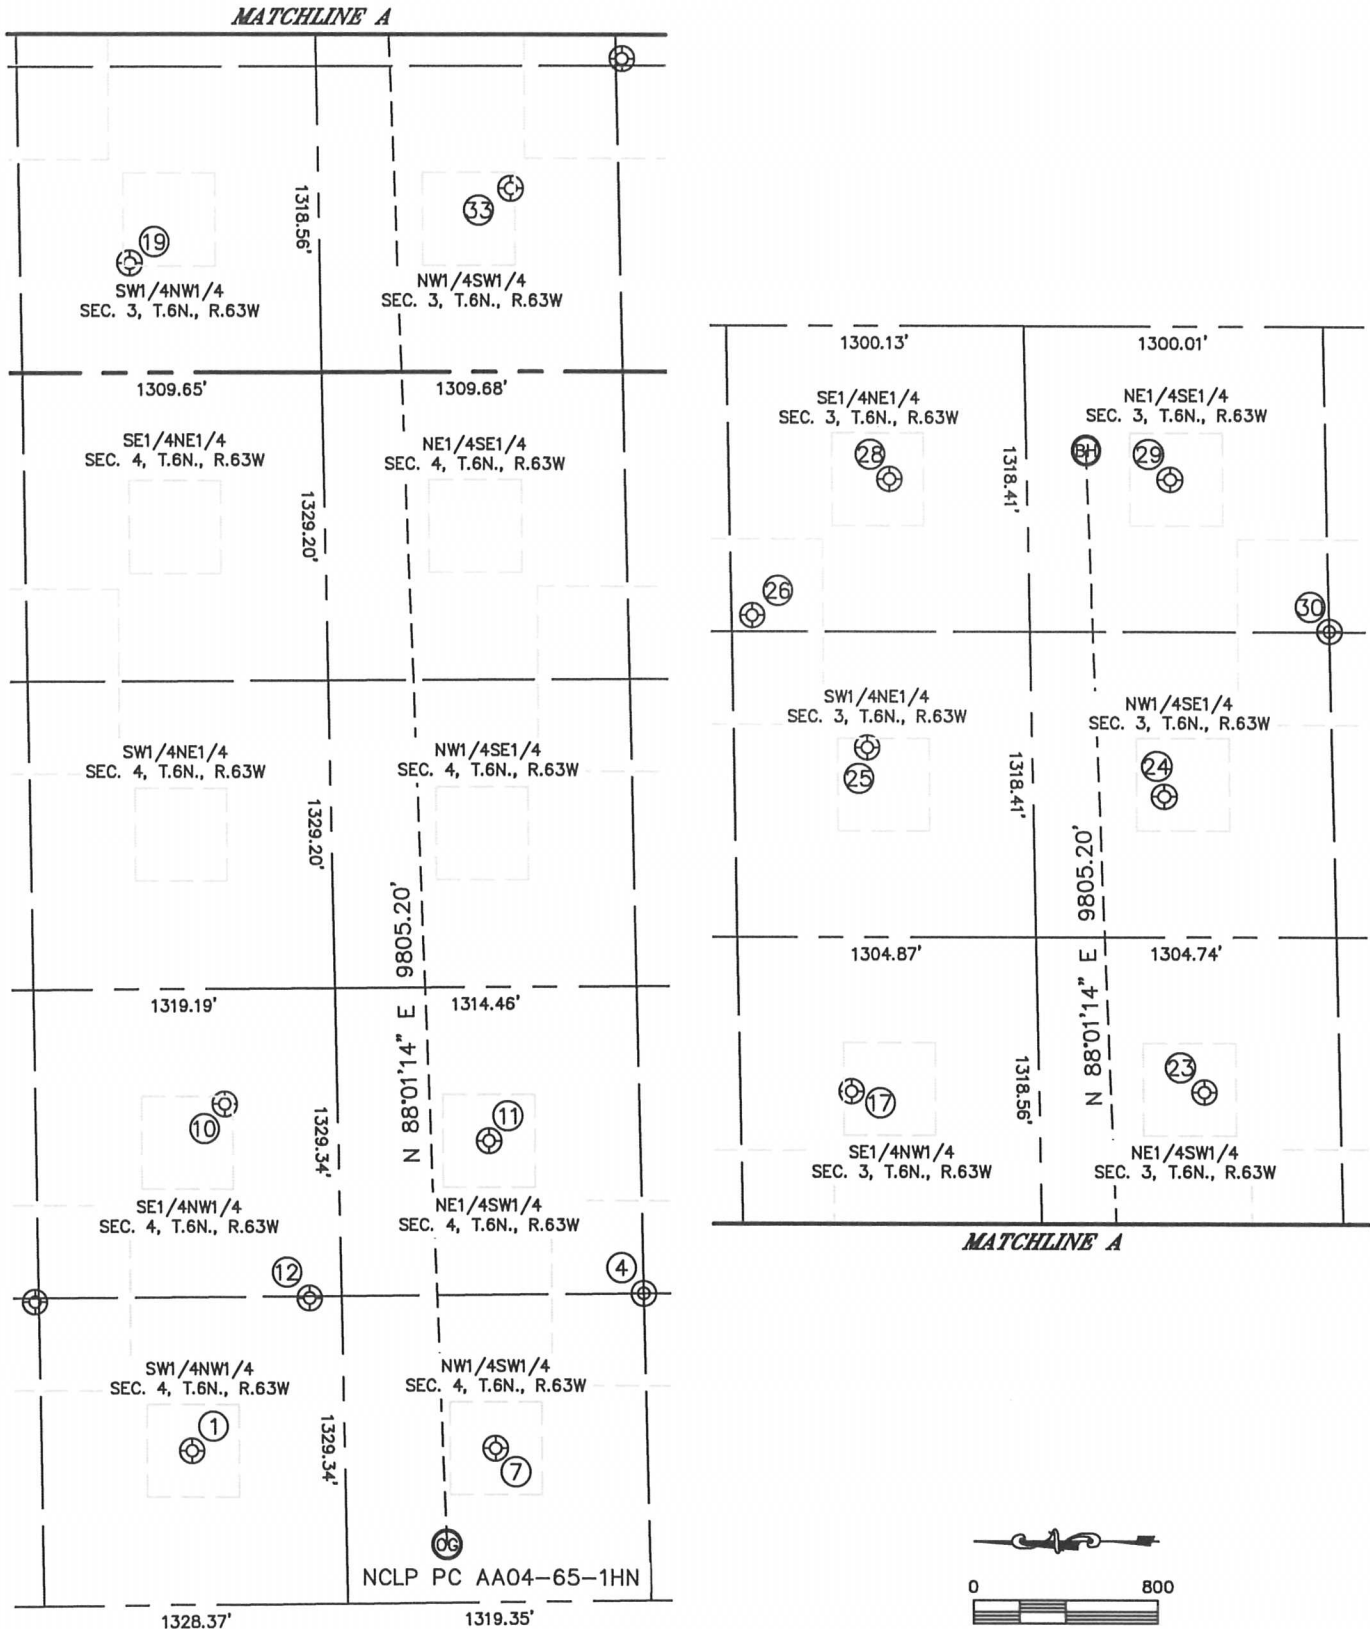 MATCHLINE A
1318.56'
19
33
SW1/4NW1/4
SEC. 3, T.6N., R.63W
NW1/4SW1/4
SEC. 3, T.6N., R.63W
1309.65'
1309.68'
SE1/4NE1/4
SEC. 4, T.6N., R.63W
NE1/4SE1/4
SEC. 4, T.6N., R.63W
1329.20'
SW1/4NE1/4
SEC. 4, T.6N., R.63W
NW1/4SE1/4
SEC. 4, T.6N., R.63W
1329.20'
N 88°01'14" E 9805.20'
1319.19'
1314.46'
10
11
1329.34'
SE1/4NW1/4
SEC. 4, T.6N., R.63W
NE1/4SW1/4
SEC. 4, T.6N., R.63W
12
4
SW1/4NW1/4
SEC. 4, T.6N., R.63W
NW1/4SW1/4
SEC. 4, T.6N., R.63W
1
7
1329.34'
OG
NCLP PC AA04-65-1HN
1328.37'
1319.35'
1300.13'
1300.01'
SE1/4NE1/4
SEC. 3, T.6N., R.63W
NE1/4SE1/4
SEC. 3, T.6N., R.63W
28
BH
29
1318.41'
26
30
SW1/4NE1/4
SEC. 3, T.6N., R.63W
NW1/4SE1/4
SEC. 3, T.6N., R.63W
25
24
1318.41'
N 88°01'14" E 9805.20'
1304.87'
1304.74'
17
23
1318.56'
SE1/4NW1/4
SEC. 3, T.6N., R.63W
NE1/4SW1/4
SEC. 3, T.6N., R.63W
MATCHLINE A
0 800